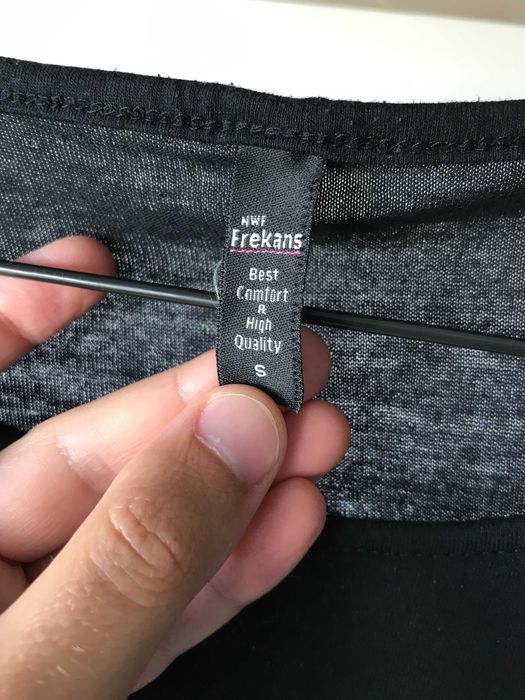 NWF
Frekans
Best
Comfort
&
High
Quality
S